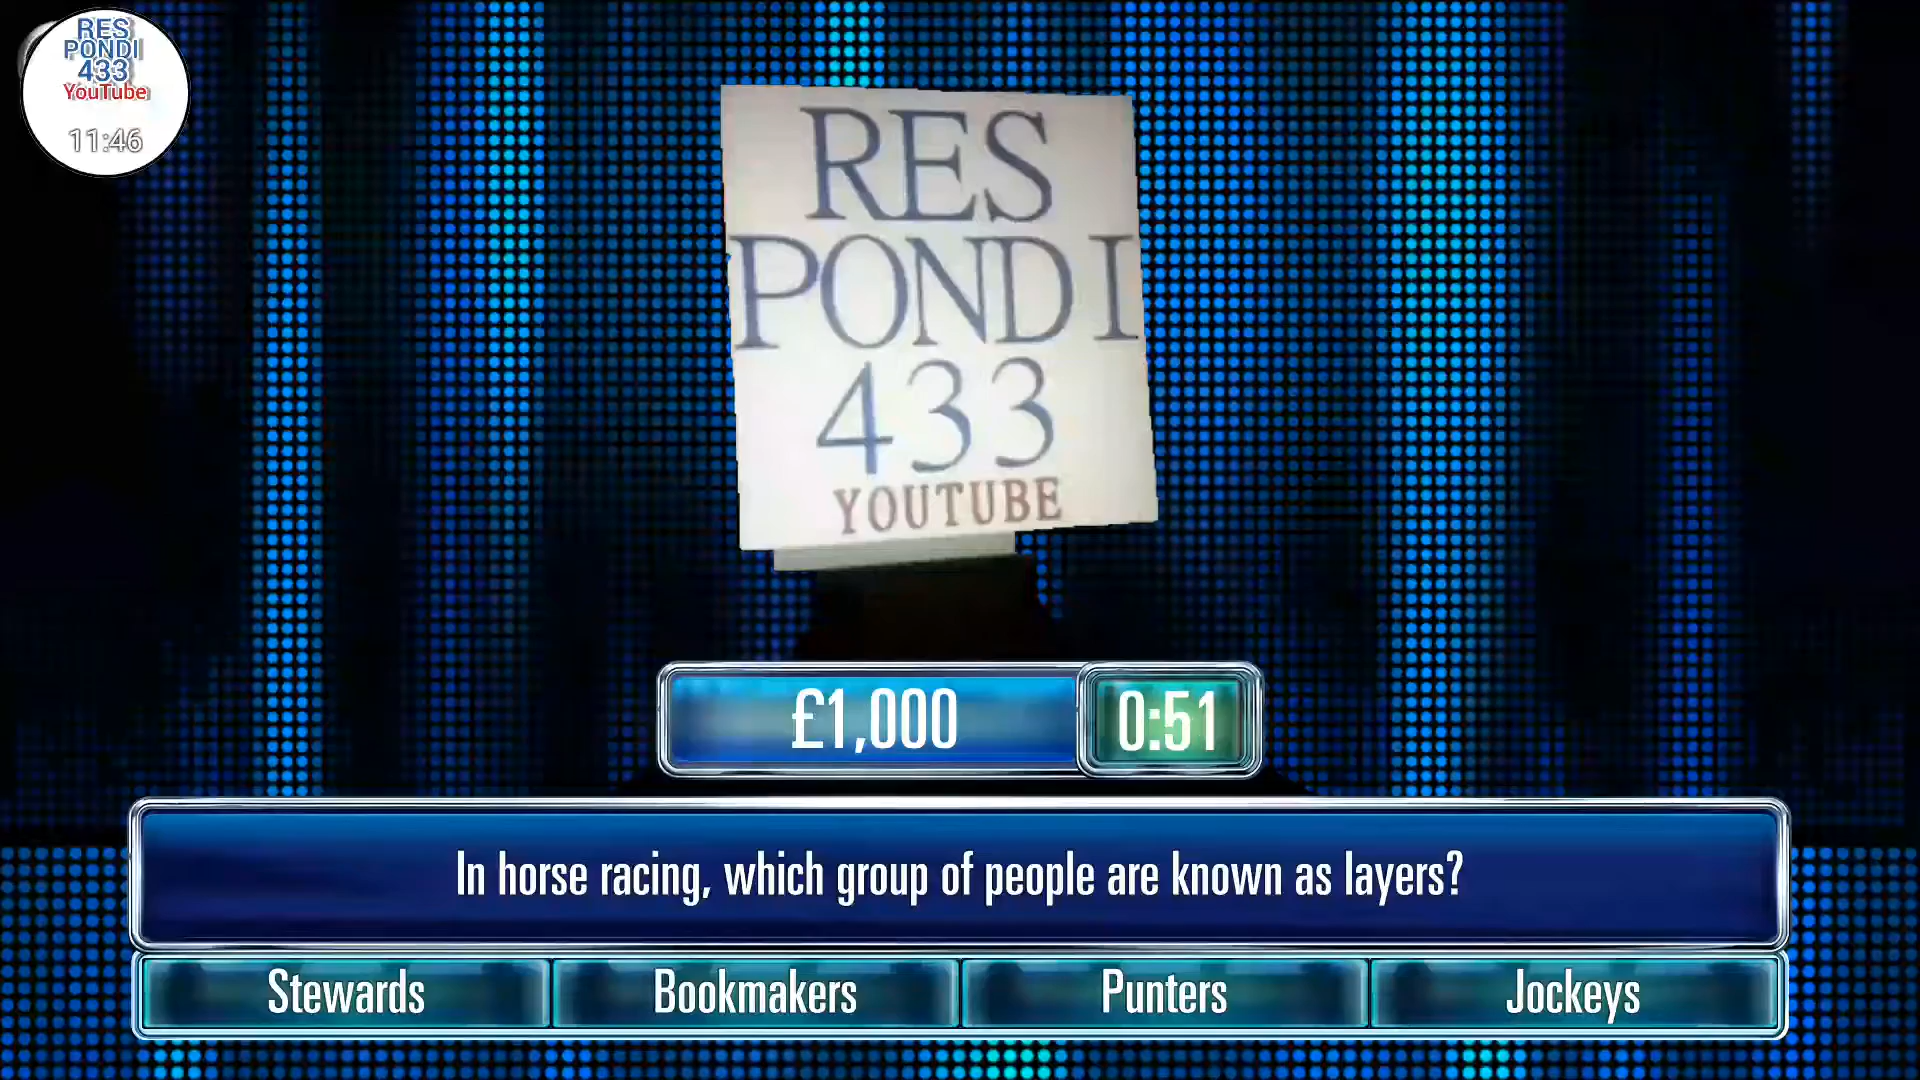 RES
PONDI
433
YouTube
11:46
RES
PONDI
433
YOUTUBE
£1,000
0:51
In horse racing, which group of people are known as layers?
Stewards
Bookmakers
Punters
Jockeys